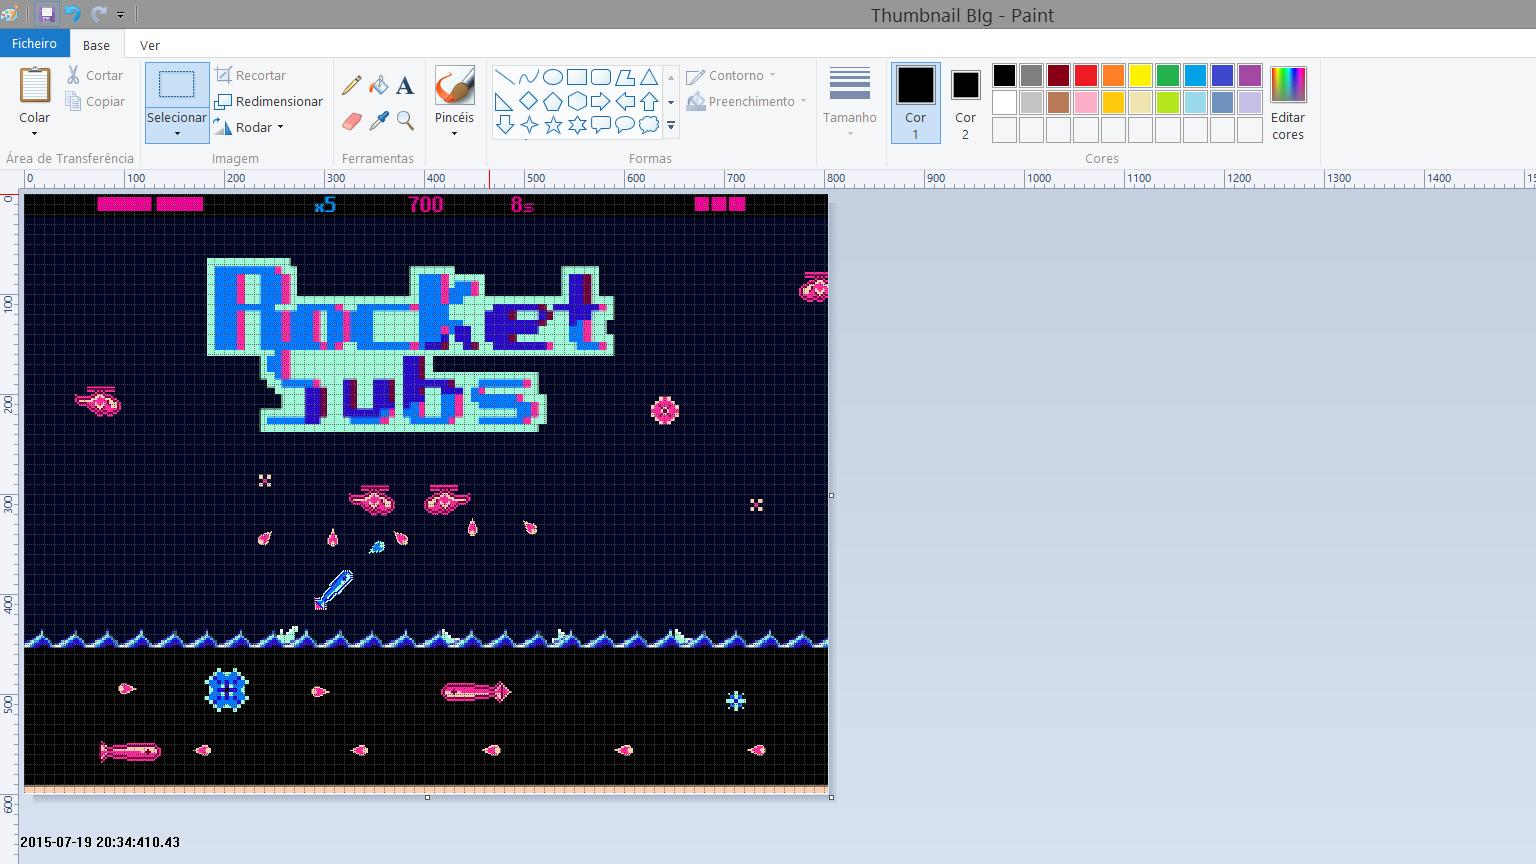 Thumbnail BIg - Paint
Ficheiro Base Ver
Colar
Cortar
Copiar
Área de Transferência
Selecionar
Recortar
Redimensionar
Rodar
Imagem
A
Ferramentas
Pincéis
Contorno
Preenchimento
Formas
Tamanho
Cor 1
Cor 2
Editar cores
Cores
0 100 200 300 400 500 600 700 800 900 1000 1100 1200 1300 1400
0
100
200
300
400
500
600
x5 700 8s
Rocket
Subs
2015-07-19 20:34:410.43